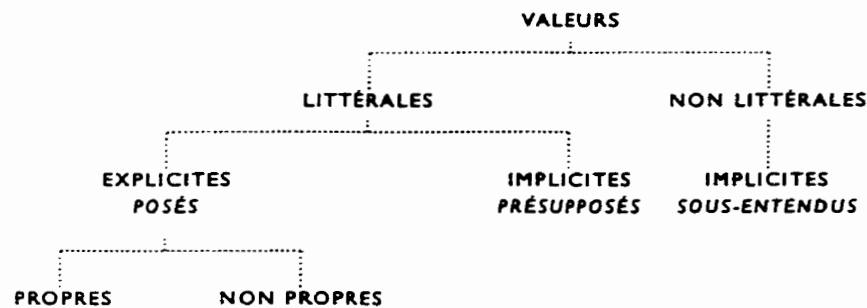 VALEURS
LITTÉRALES NON LITTÉRALES
EXPLICITES IMPLICITES IMPLICITES
POSÉS PRÉSUPPOSÉS SOUS-ENTENDUS
PROPRES NON PROPRES